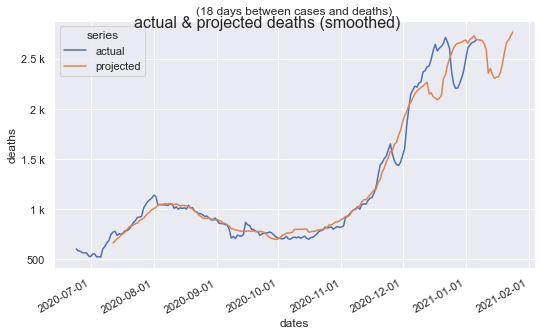 (18 days between cases and deaths)
actual & projected deaths (smoothed)
series
actual
projected
2.5 k
2 k
1.5 k
1 k
500
deaths
2020-07-01
2020-08-01
2020-09-01
2020-10-01
2020-11-01
2020-12-01
2021-01-01
2021-02-01
dates